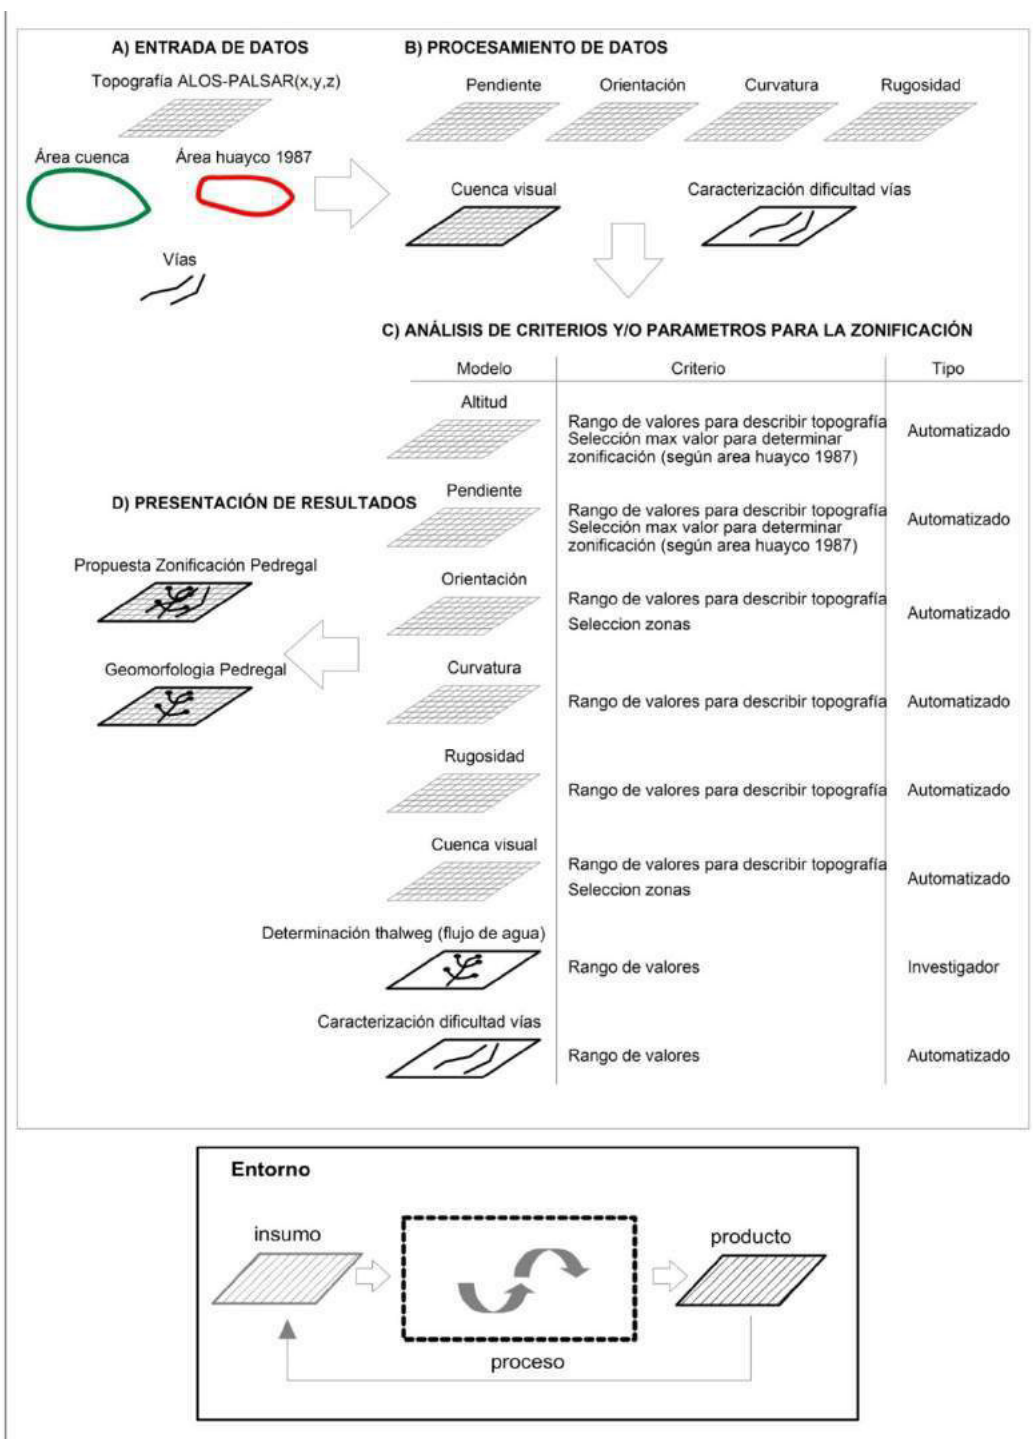 A) ENTRADA DE DATOS
Topografía ALOS-PALSAR(x,y,z)
Área cuenca
Área huayco 1987
Vías
B) PROCESAMIENTO DE DATOS
Pendiente
Orientación
Curvatura
Rugosidad
Cuenca visual
Caracterización dificultad vías
C) ANÁLISIS DE CRITERIOS Y/O PARAMETROS PARA LA ZONIFICACIÓN
Modelo
Criterio
Tipo
Altitud
Rango de valores para describir topografía
Selección max valor para determinar
zonificación (según area huayco 1987)
Automatizado
Pendiente
Rango de valores para describir topografía
Selección max valor para determinar
zonificación (según area huayco 1987)
Automatizado
Orientación
Rango de valores para describir topografía
Seleccion zonas
Automatizado
Curvatura
Rango de valores para describir topografía
Automatizado
Rugosidad
Rango de valores para describir topografía
Automatizado
Cuenca visual
Rango de valores para describir topografía
Seleccion zonas
Automatizado
Determinación thalweg (flujo de agua)
Rango de valores
Investigador
Caracterización dificultad vías
Rango de valores
Automatizado
D) PRESENTACIÓN DE RESULTADOS
Propuesta Zonificación Pedregal
Geomorfologia Pedregal
Entorno
insumo
proceso
producto